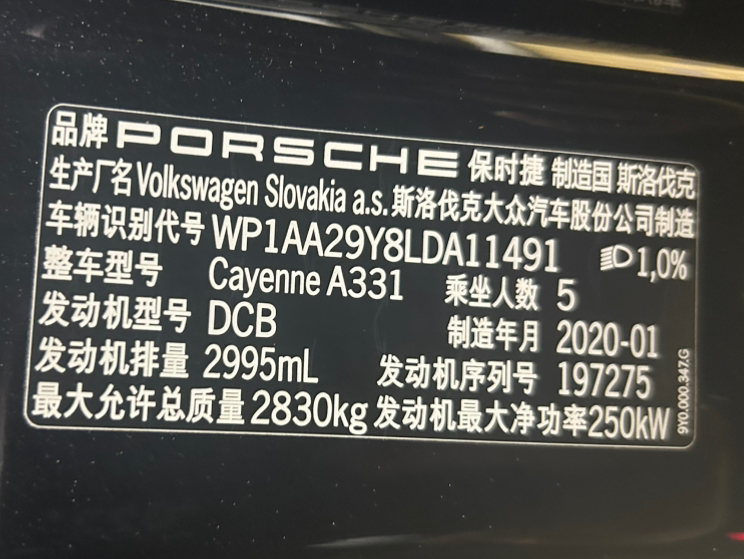 品牌 PORSCHE 保时捷 制造国 斯洛伐克
生产厂名 Volkswagen Slovakia a.s. 斯洛伐克大众汽车股份公司制造
车辆识别代号 WP1AA29Y8LDA11491 1,0%
整车型号 Cayenne A331 乘坐人数 5
发动机型号 DCB 制造年月 2020-01
发动机排量 2995mL 发动机序列号 197275
最大允许总质量 2830kg 发动机最大净功率 250kW
9Y0.000.347.G